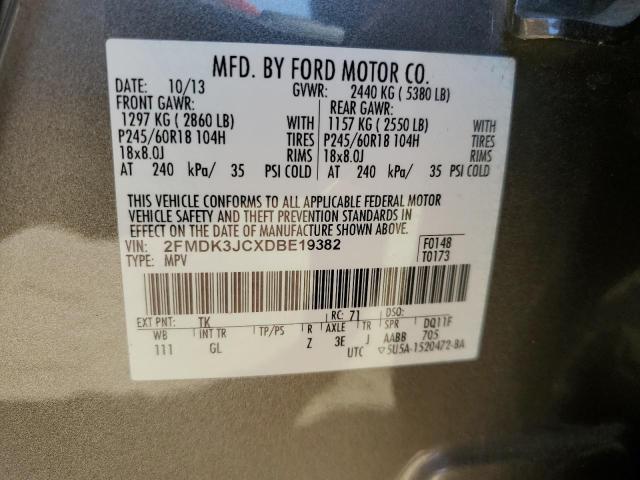 MFD. BY FORD MOTOR CO.
DATE: 10/13 GVWR: 2440 KG ( 5380 LB)
FRONT GAWR: REAR GAWR:
1297 KG ( 2860 LB) WITH 1157 KG ( 2550 LB) WITH
P245/60R18 104H TIRES P245/60R18 104H TIRES
18x8.0J RIMS 18x8.0J RIMS
AT 240 kPa/ 35 PSI COLD AT 240 kPa/ 35 PSI COLD
THIS VEHICLE CONFORMS TO ALL APPLICABLE FEDERAL MOTOR
VEHICLE SAFETY AND THEFT PREVENTION STANDARDS IN
EFFECT ON THE DATE OF MANUFACTURE SHOWN ABOVE.
VIN: 2FMDK3JCXDBE19382 F0148
TYPE: MPV T0173
EXT PNT: TK RC: 71 DSO:
WB INT TR TP/PS R AXLE TR SPR DQ11F
111 GL Z 3E J AABB 705
UTC ▽5U5A-1520472-BA